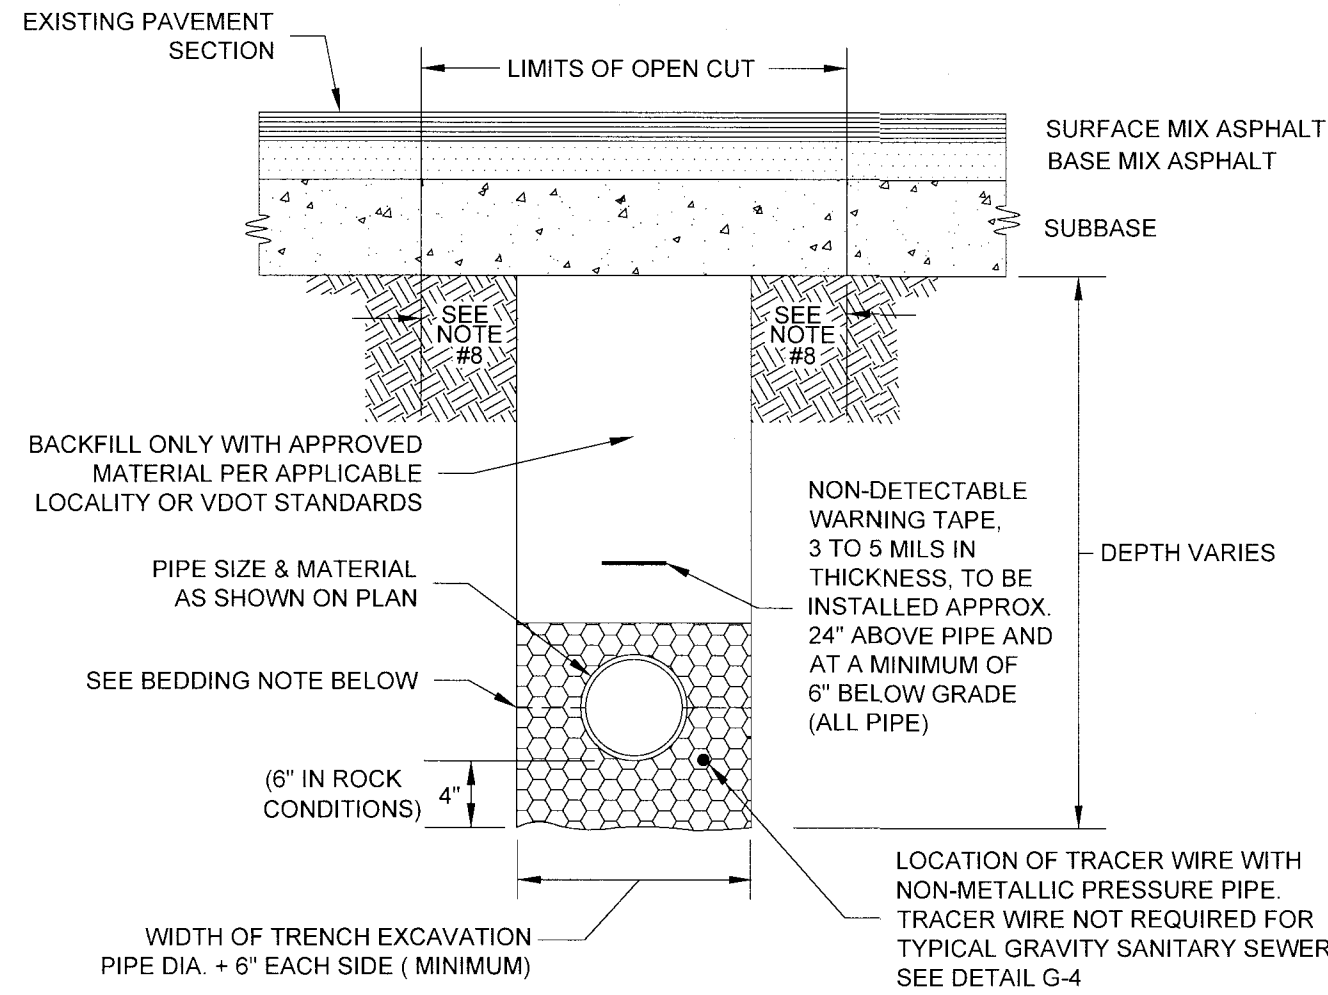 EXISTING PAVEMENT
SECTION
LIMITS OF OPEN CUT
SURFACE MIX ASPHALT
BASE MIX ASPHALT
SUBBASE
SEE
NOTE
#8
SEE
NOTE
#8
BACKFILL ONLY WITH APPROVED
MATERIAL PER APPLICABLE
LOCALITY OR VDOT STANDARDS
NON-DETECTABLE
WARNING TAPE,
3 TO 5 MILS IN
THICKNESS, TO BE
INSTALLED APPROX.
24" ABOVE PIPE AND
AT A MINIMUM OF
6" BELOW GRADE
(ALL PIPE)
DEPTH VARIES
PIPE SIZE & MATERIAL
AS SHOWN ON PLAN
SEE BEDDING NOTE BELOW
(6" IN ROCK
CONDITIONS)
4"
LOCATION OF TRACER WIRE WITH
NON-METALLIC PRESSURE PIPE.
TRACER WIRE NOT REQUIRED FOR
TYPICAL GRAVITY SANITARY SEWER
SEE DETAIL G-4
WIDTH OF TRENCH EXCAVATION
PIPE DIA. + 6" EACH SIDE ( MINIMUM)